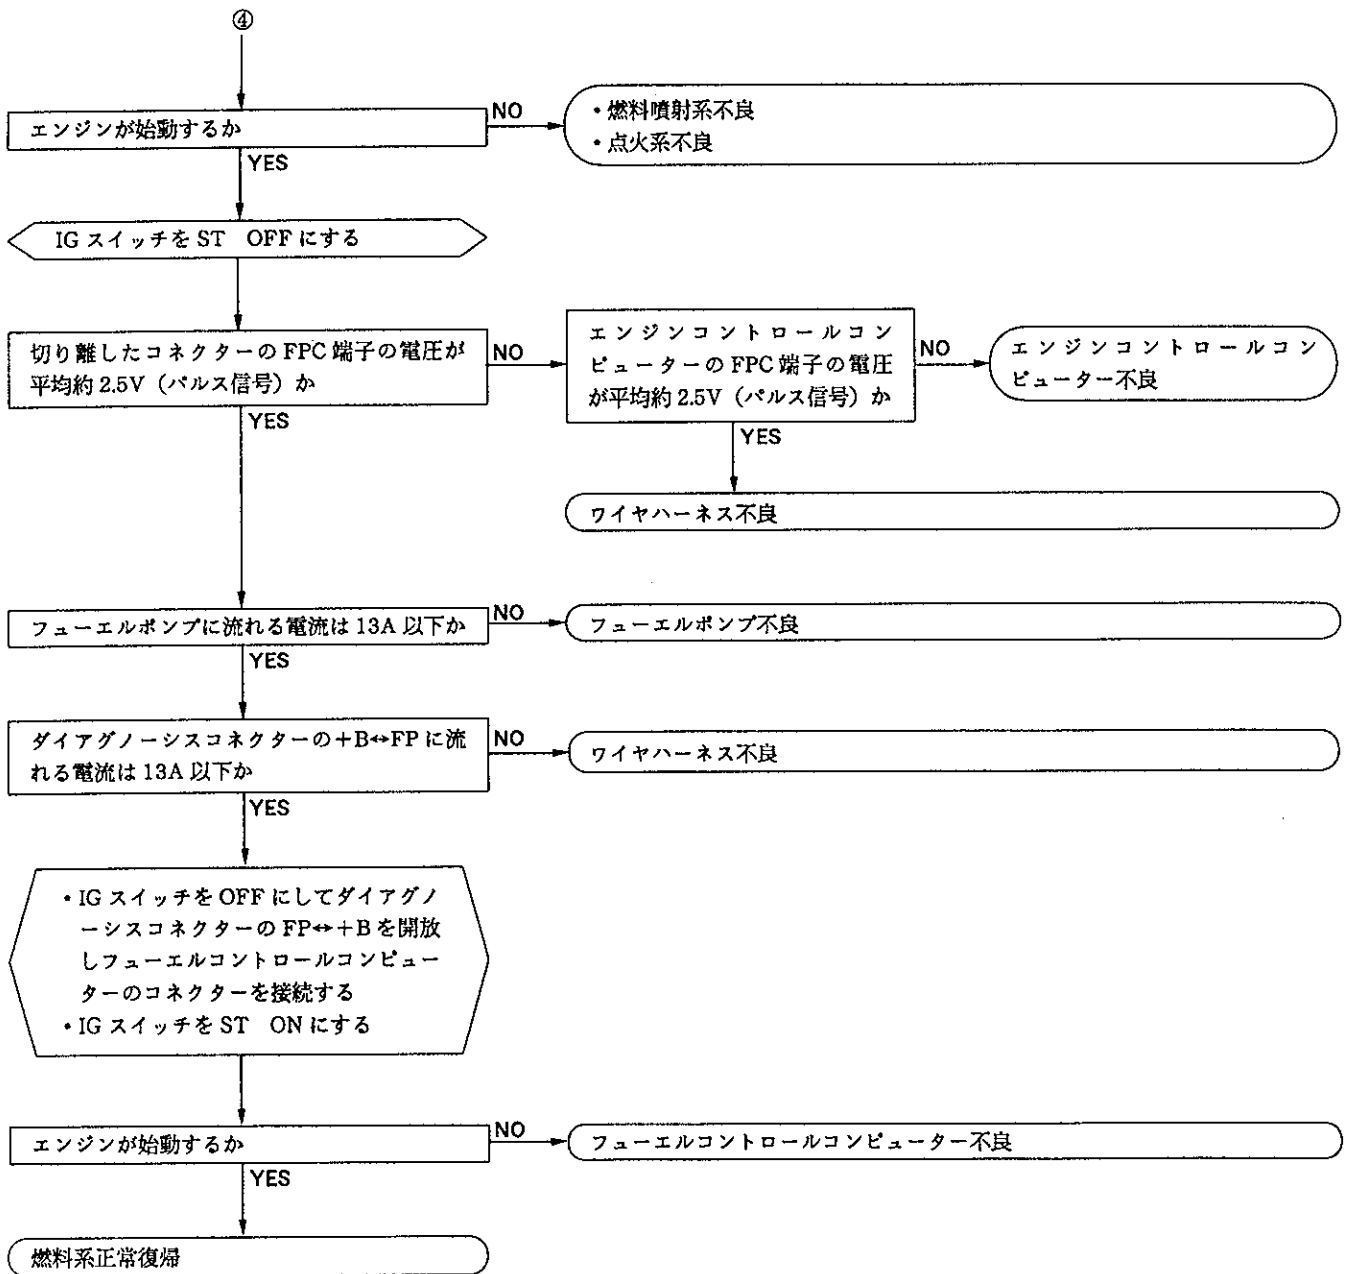 ④
エンジンが始動するか
NO
・燃料噴射系不良
・点火系不良
YES
IG スイッチを ST OFF にする
切り離したコネクターの FPC 端子の電圧が
平均約 2.5V（パルス信号）か
NO
エンジンコントロールコン
ピューターの FPC 端子の電圧
が平均約 2.5V（パルス信号）か
NO
エンジンコントロールコン
ピューター不良
YES
YES
ワイヤハーネス不良
フューエルポンプに流れる電流は 13A 以下か
NO
フューエルポンプ不良
YES
ダイアグノーシスコネクターの＋B↔FP に流
れる電流は 13A 以下か
NO
ワイヤハーネス不良
YES
・IG スイッチを OFF にしてダイアグノ
ーシスコネクターの FP↔＋B を開放
しフューエルコントロールコンピュー
ターのコネクターを接続する
・IG スイッチを ST ON にする
エンジンが始動するか
NO
フューエルコントロールコンピューター不良
YES
燃料系正常復帰